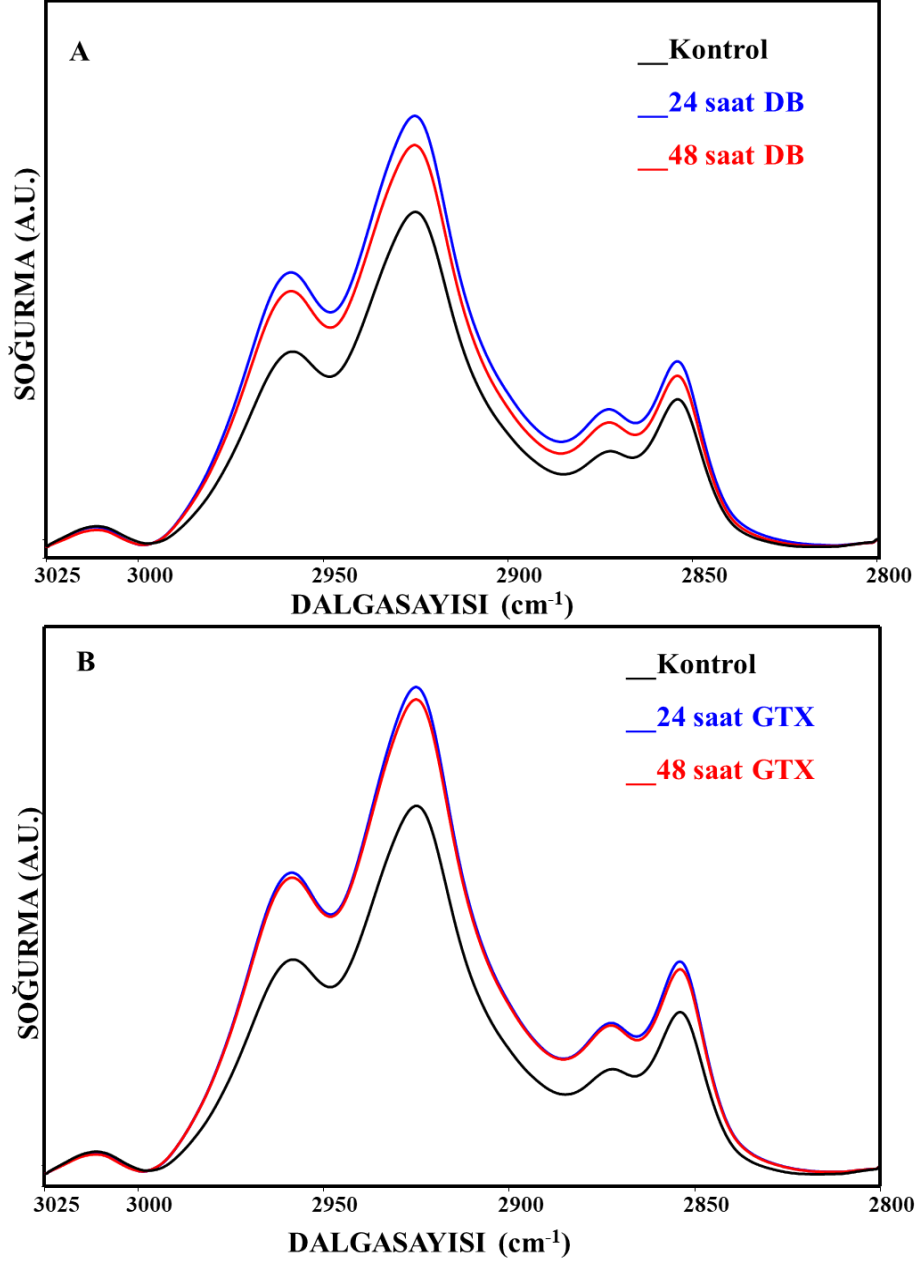 A
__Kontrol
__24 saat DB
__48 saat DB
SOĞURMA (A.U.)
3025 3000 2950 2900 2850 2800
DALGASAYISI (cm-1)
B
__Kontrol
__24 saat GTX
__48 saat GTX
SOĞURMA (A.U.)
3025 3000 2950 2900 2850 2800
DALGASAYISI (cm-1)